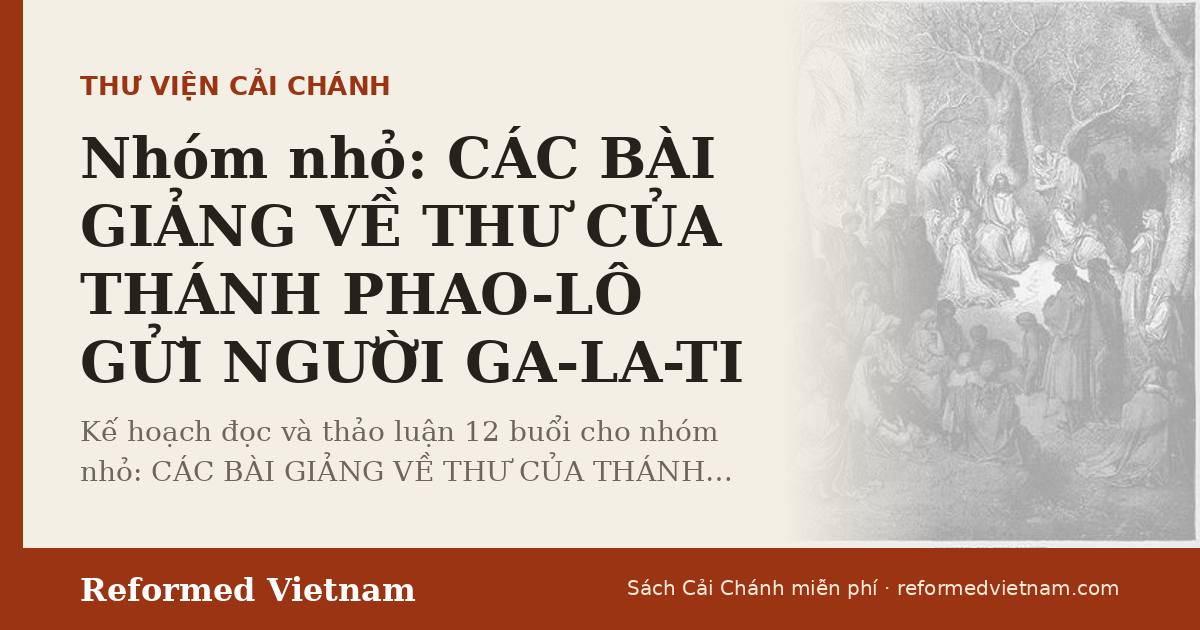 THƯ VIỆN CẢI CHÁNH
Nhóm nhỏ: CÁC BÀI
GIẢNG VỀ THƯ CỦA
THÁNH PHAO-LÔ
GỬI NGƯỜI GA-LA-TI
Kế hoạch đọc và thảo luận 12 buổi cho nhóm
nhỏ: CÁC BÀI GIẢNG VỀ THƯ CỦA THÁNH…
Reformed Vietnam
Sách Cải Chánh miễn phí · reformedvietnam.com